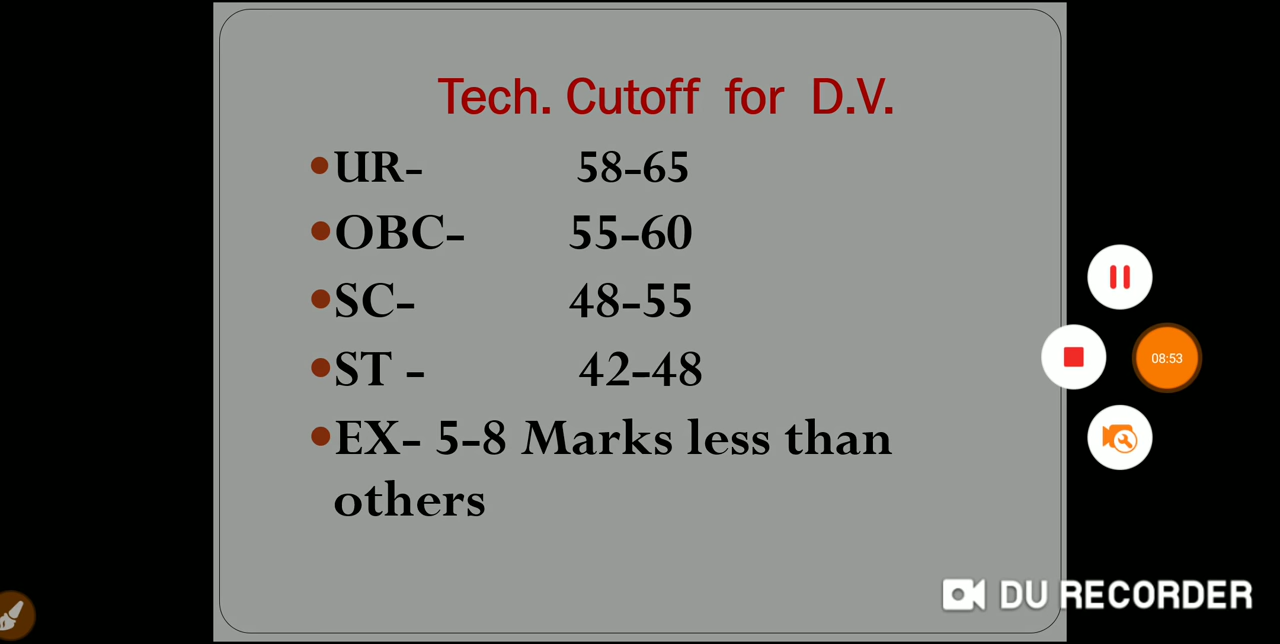 Tech. Cutoff for D.V.
•UR- 58-65
•OBC- 55-60
•SC- 48-55
•ST - 42-48
•EX- 5-8 Marks less than
others
08:53
DU RECORDER